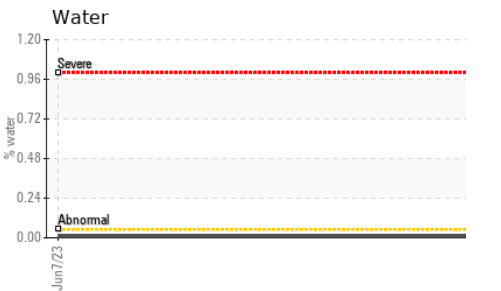 Water
1.20
Severe
0.96
0.72
% water
0.48
0.24
Abnormal
0.00
Jun7/23